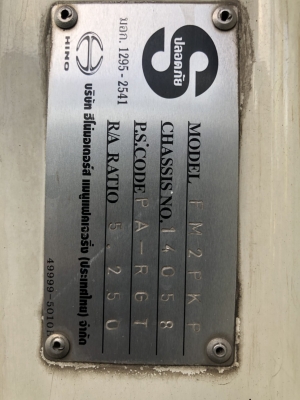 ปลอดภัย
มอก. 1295 - 2541
HINO
MODEL FM2PKF
CHASSIS NO. 14058
P.S. CODE PA-RGT
R/A RATIO 5.250
บริษัท ฮีโน่มอเตอร์ส แมนูแฟคเจอริ่ง (ประเทศไทย) จำกัด
49999-5010